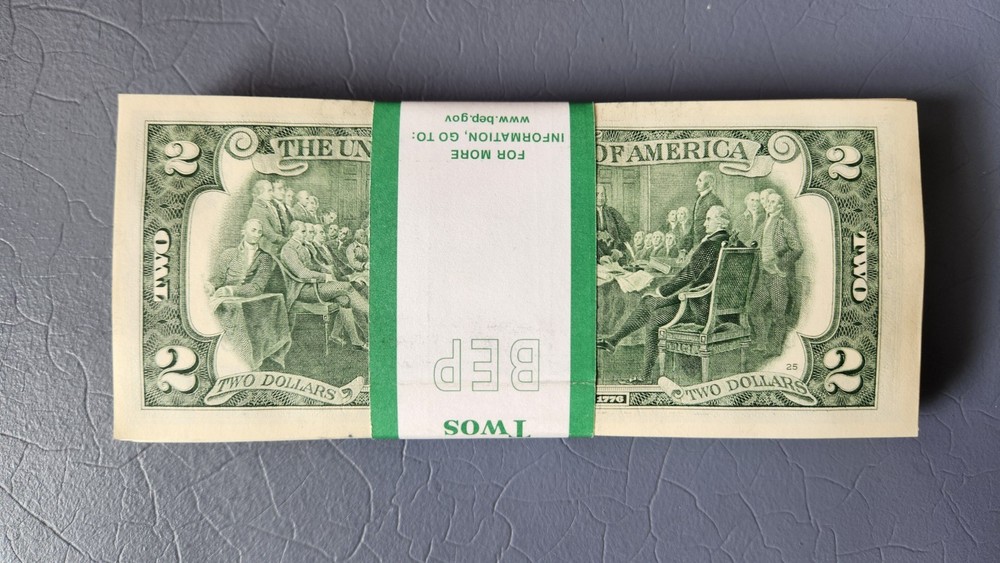 2
THE UN
OF AMERICA
2
TWO
TWO
2
TWO DOLLARS
1776
TWO DOLLARS
25
2
Twos
BEP
FOR MORE
INFORMATION, GO TO:
www.bep.gov